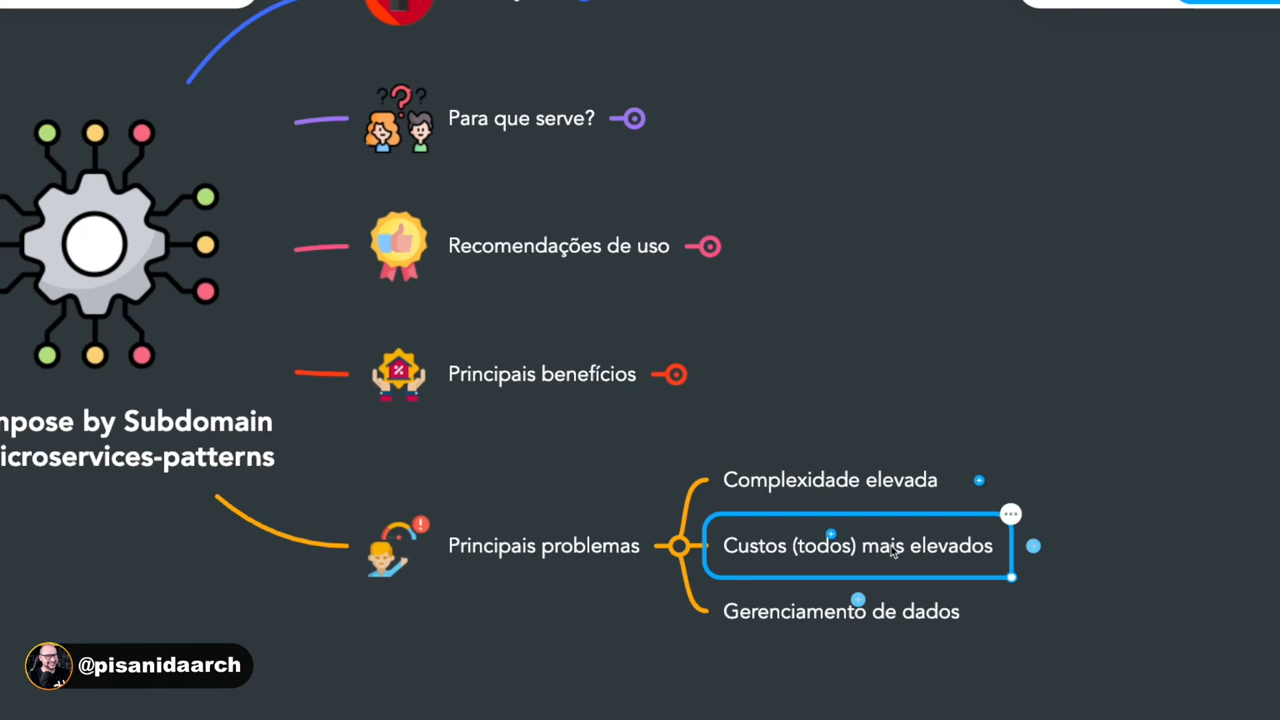 Para que serve?
Recomendações de uso
Principais benefícios
mpose by Subdomain
icroservices-patterns
Complexidade elevada
Principais problemas
Custos (todos) mais elevados
Gerenciamento de dados
@pisanidaarch